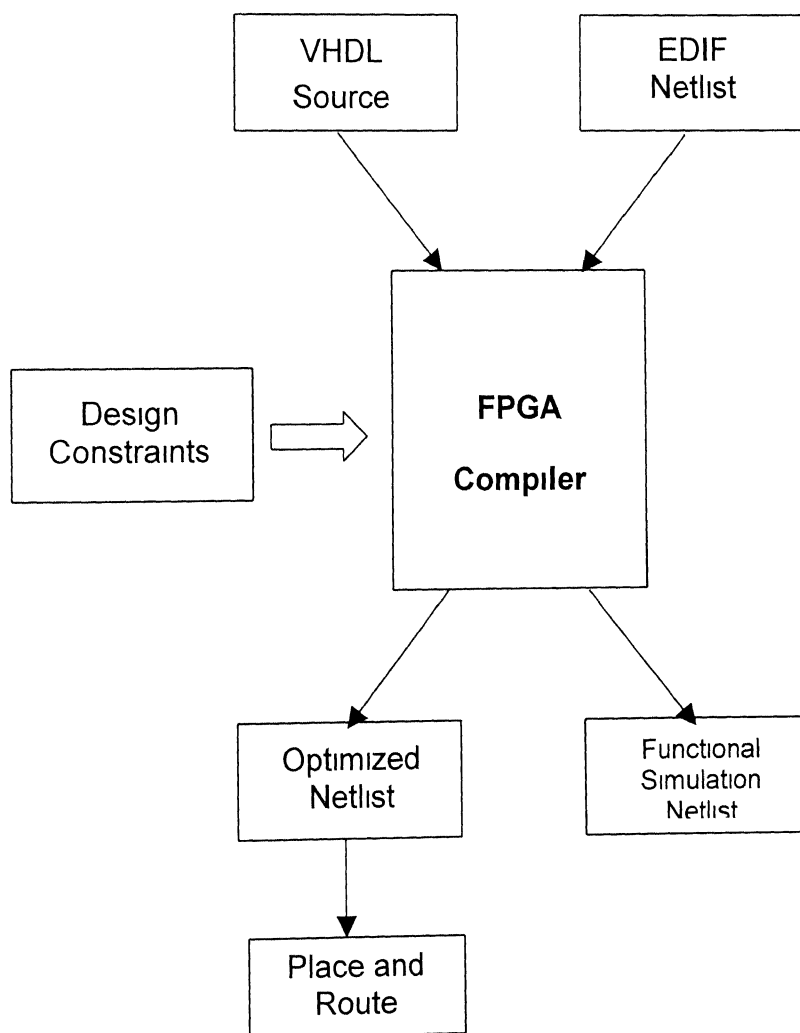 VHDL
Source
EDIF
Netlist
Design
Constraints
FPGA
Compiler
Optimized
Netlist
Functional
Simulation
Netlist
Place and
Route